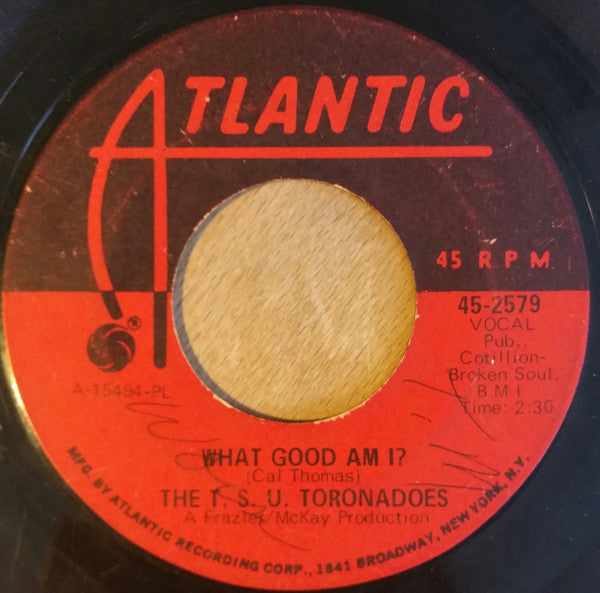 ATLANTIC
45 RPM
®
45-2579
VOCAL
Pub.,
Cotillion-
Broken Soul,
BMI
Time: 2:30
A-15494-PL
WHAT GOOD AM I?
(Cal Thomas)
THE T. S. U. TORONADOES
A Frazier/McKay Production
MFG. BY ATLANTIC RECORDING CORP., 1841 BROADWAY, NEW YORK, N.Y.